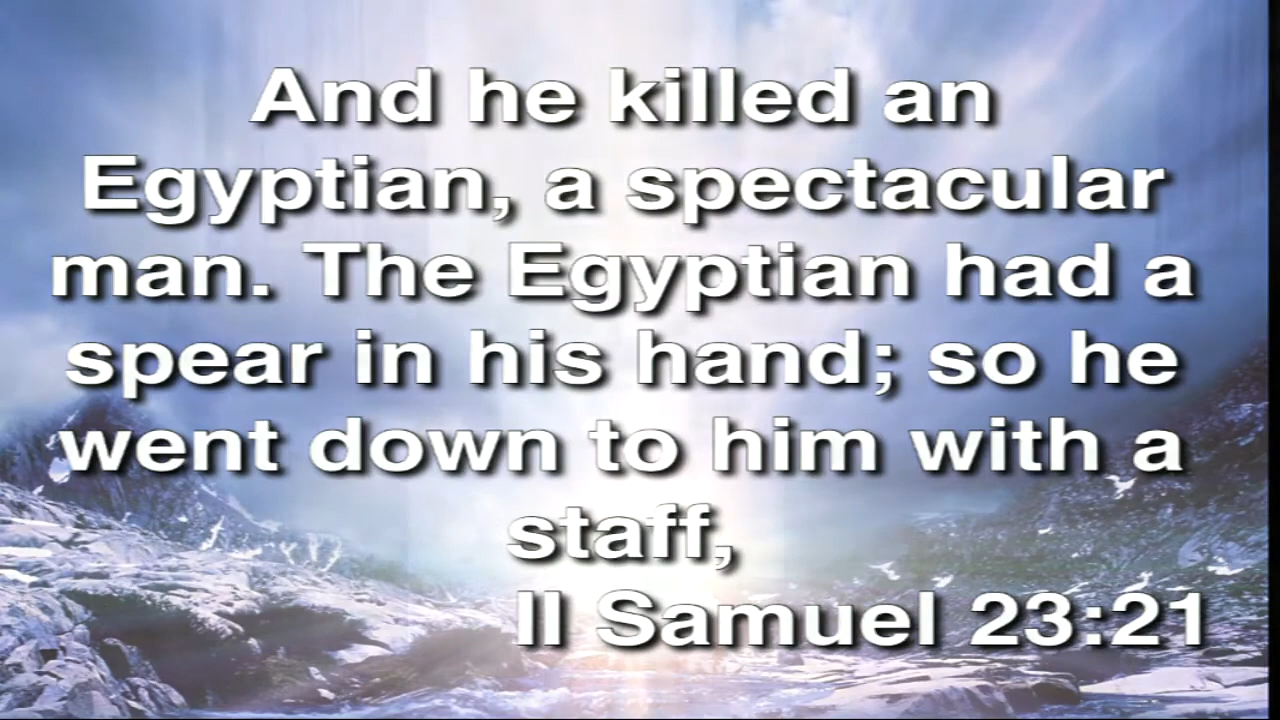 And he killed an
Egyptian, a spectacular
man. The Egyptian had a
spear in his hand; so he
went down to him with a
staff,
II Samuel 23:21